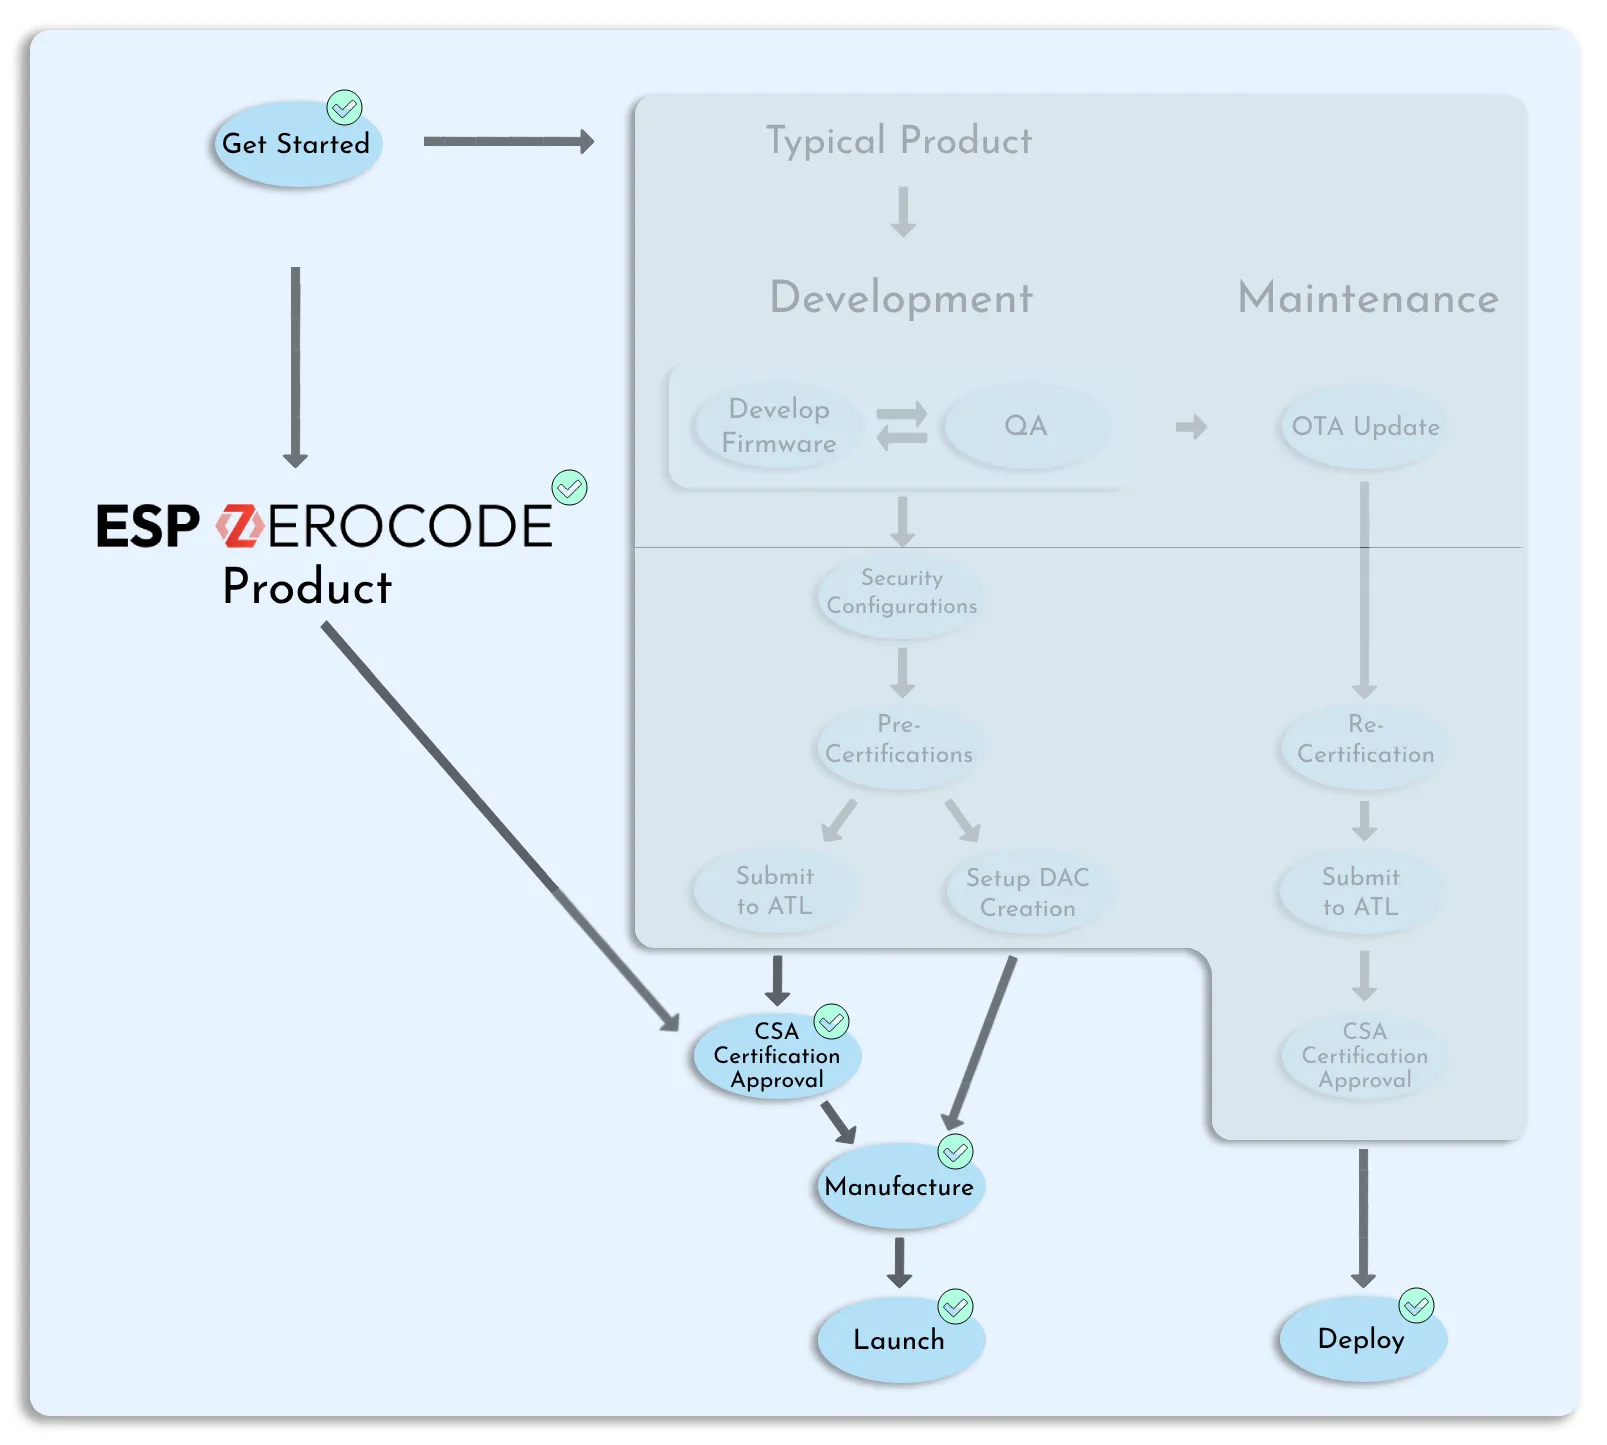 Get Started
Typical Product
Development
Maintenance
Develop
Firmware
QA
OTA Update
ESP ZEROCODE
Product
Security
Configurations
Pre-
Certifications
Re-
Certification
Submit
to ATL
Setup DAC
Creation
Submit
to ATL
CSA
Certification
Approval
CSA
Certification
Approval
Manufacture
Launch
Deploy